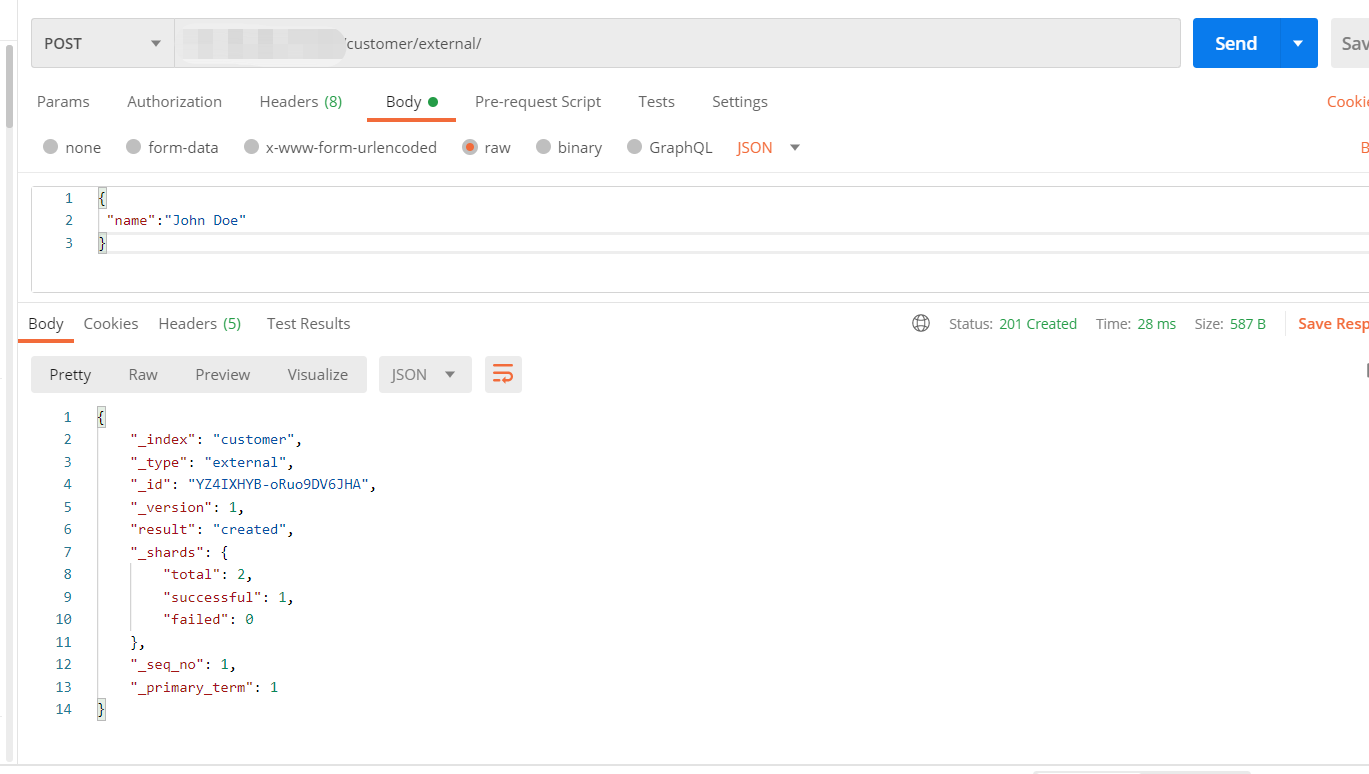 POST /customer/external/ Send Sav
Params Authorization Headers (8) Body Pre-request Script Tests Settings Cookie
none form-data x-www-form-urlencoded raw binary GraphQL JSON B
1 {
2 "name":"John Doe"
3 }
Body Cookies Headers (5) Test Results Status: 201 Created Time: 28 ms Size: 587 B Save Resp
Pretty Raw Preview Visualize JSON
1 {
2 "_index": "customer",
3 "_type": "external",
4 "_id": "YZ4IXHYB-oRuo9DV6JHA",
5 "_version": 1,
6 "result": "created",
7 "_shards": {
8 "total": 2,
9 "successful": 1,
10 "failed": 0
11 },
12 "_seq_no": 1,
13 "_primary_term": 1
14 }